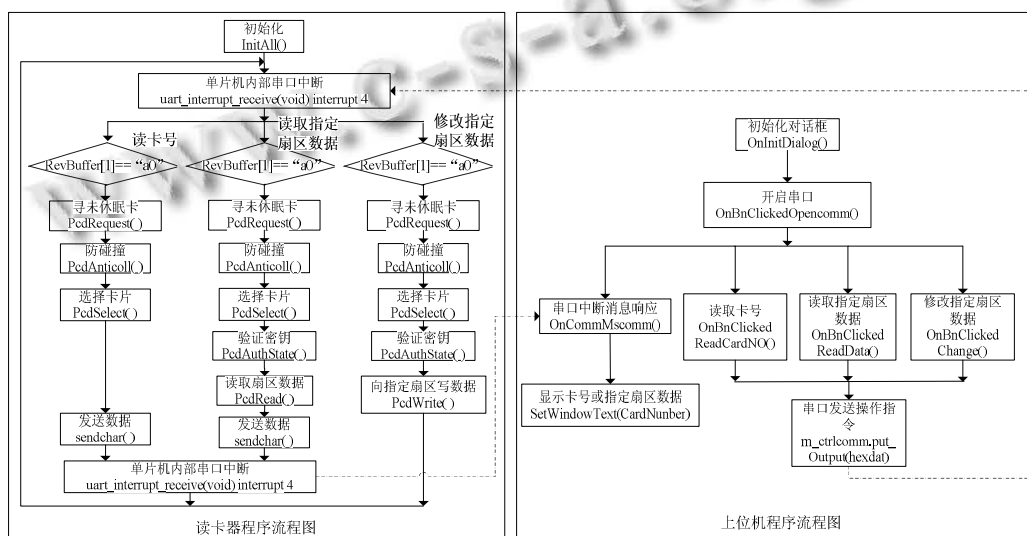 初始化
InitAll()
单片机内部串口中断
uart_interrupt_receive(void) interrupt 4
读卡号
读取指定
扇区数据
修改指定
扇区数据
RevBuffer[1]== “a0”
RevBuffer[1]== “a0”
RevBuffer[1]== “a0”
寻未休眠卡
PcdRequest()
防碰撞
PcdAnticoll()
选择卡片
PcdSelect()
发送数据
sendchar()
寻未休眠卡
PcdRequest()
防碰撞
PcdAnticoll()
选择卡片
PcdSelect()
验证密钥
PcdAuthState()
读取扇区数据
PcdRead()
发送数据
sendchar()
寻未休眠卡
PcdRequest()
防碰撞
PcdAnticoll()
选择卡片
PcdSelect()
验证密钥
PcdAuthState()
向指定扇区写数据
PcdWrite()
单片机内部串口中断
uart_interrupt_receive(void) interrupt 4
读卡器程序流程图
初始化对话框
OnInitDialog()
开启串口
OnBnClickedOpencomm()
串口中断消息响应
OnCommMscomm()
显示卡号或指定扇区数据
SetWindowText(CardNunber)
读取卡号
OnBnClicked
ReadCardNO()
读取指定扇区
数据
OnBnClicked
ReadData()
修改指定扇区
数据
OnBnClicked
Change()
串口发送操作指
令
m_ctrlcomm.put_
Output(hexdat)
上位机程序流程图